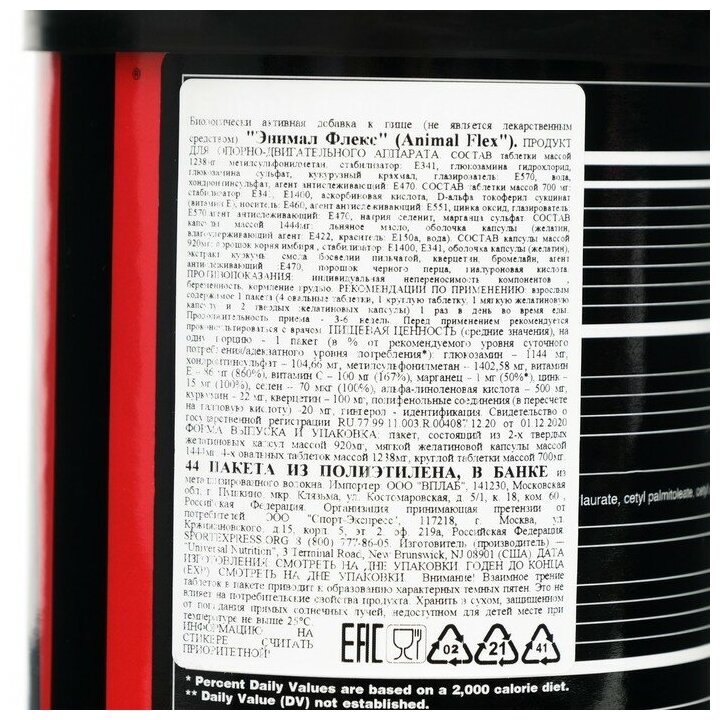 Биологически активная добавка к пище (не является лекарственным
средством) "Энимал Флекс" (Animal Flex"). ПРОДУКТ
ДЛЯ ОПОРНО-ДВИГАТЕЛЬНОГО АППАРАТА. СОСТАВ таблетки массой
1238мг метилсульфонилметан, стабилизатор: Е341, глюкозамина гидрохлорид,
глюкозамина сульфат, кукурузный крахмал, глазирователь: Е570, вода,
хондроитинсульфат, агент антислеживающий: Е470. СОСТАВ таблетки массой 700 мг:
стабилизатор: Е341, Е1400, аскорбиновая кислота, D-альфа токоферил сукцинат
(витамин Е), носитель: Е460, агент антислеживающий: Е551, цинка оксид, глазирователь:
Е570, агент антислеживающий: Е470, натрия селенит, марганца сульфат. СОСТАВ
капсулы массой 1444мг: льняное масло, оболочка капсулы (желатин,
влагоудерживающий агент: Е422, краситель: Е150а, вода). СОСТАВ капсулы массой
920мг: порошок корня имбиря, стабилизатор: Е1400, Е341, оболочка капсулы (желатин),
экстракт куркумы, смола босвелии пильчатой, кверцетин, бромелайн, агент
антислеживающий: Е470, порошок черного перца, гиалуроновая кислота.
ПРОТИВОПОКАЗАНИЯ: индивидуальная непереносимость компонентов,
беременность, кормление грудью. РЕКОМЕНДАЦИИ ПО ПРИМЕНЕНИЮ: взрослым
содержимое 1 пакета (4 овальные таблетки, 1 круглую таблетку, 1 мягкую желатиновую
капсулу и 2 твердых желатиновых капсулы) 1 раз в день во время еды.
Продолжительность приема - 3-6 недель. Перед применением рекомендуется
проконсультироваться с врачом. ПИЩЕВАЯ ЦЕННОСТЬ (средние значения), на
одну порцию - 1 пакет (в % от рекомендуемого уровня суточного
потребления/адекватного уровня потребления*): глюкозамин – 1144 мг,
хондроитинсульфат – 104,66 мг, метилсульфонилметан – 1402,58 мг, витамин
Е – 86 мг (860%), витамин С – 100 мг (167%), марганец – 1 мг (50%*), цинк -
15 мг (100%), селен – 70 мкг (100%), альфа-линоленовая кислота – 500 мг,
куркумин - 22 мг, кверцетин – 100 мг, полифенольные соединения (в пересчете
на галловую кислоту) -20 мг, гингерол - идентификация. Свидетельство о
государственной регистрации RU.77.99.11.003.R.004087.12.20 от 01.12.2020
ФОРМА ВЫПУСКА И УПАКОВКА: пакет, состоящий из 2-х твердых
желатиновых капсул массой 920мг, мягкой желатиновой капсулы массой
1444мг, 4-х овальных таблеток массой 1238мг, круглой таблетки массой 700мг.
44 ПАКЕТА ИЗ ПОЛИЭТИЛЕНА, В БАНКЕ из
металлизированного волокна. Импортер ООО "ВПЛАБ", 141230, Московская
обл, г. Пушкино, мкр. Клязьма, ул. Костомаровская, д. 5/1, к. 18, ком 60,
Российская Федерация. Организация, принимающая претензии от
потребителей: ООО "Спорт-Экспресс", 117218, г. Москва, ул.
Кржижановского д.15, корп. 5, эт. 2, оф. 219а, Российская Федерация
SPORTEXPRESS.ORG 8 (800) 777-86-05. Изготовитель (производитель) —
"Universal Nutrition", 3 Terminal Road, New Brunswick, NJ 08901 (США). ДАТА
ИЗГОТОВЛЕНИЯ: СМОТРЕТЬ НА ДНЕ УПАКОВКИ. ГОДЕН ДО КОНЦА
(EXP): СМОТРЕТЬ НА ДНЕ УПАКОВКИ. Внимание! Взаимное трение
таблеток в пакете приводит к образованию характерных темных пятен. Это не
влияет на потребительские свойства продукта. Хранить в сухом, защищенном
от попадания прямых солнечных лучей, недоступном для детей месте при
температуре не выше 25°С.
ИНФОРМАЦИЮ НА
СТИКЕРЕ СЧИТАТЬ
ПРИОРИТЕТНОЙ!
EAC 02 21 41
laurate, cetyl palmitoleate, cetyl
* Percent Daily Values are based on a 2,000 calorie diet.
** Daily Value (DV) not established.